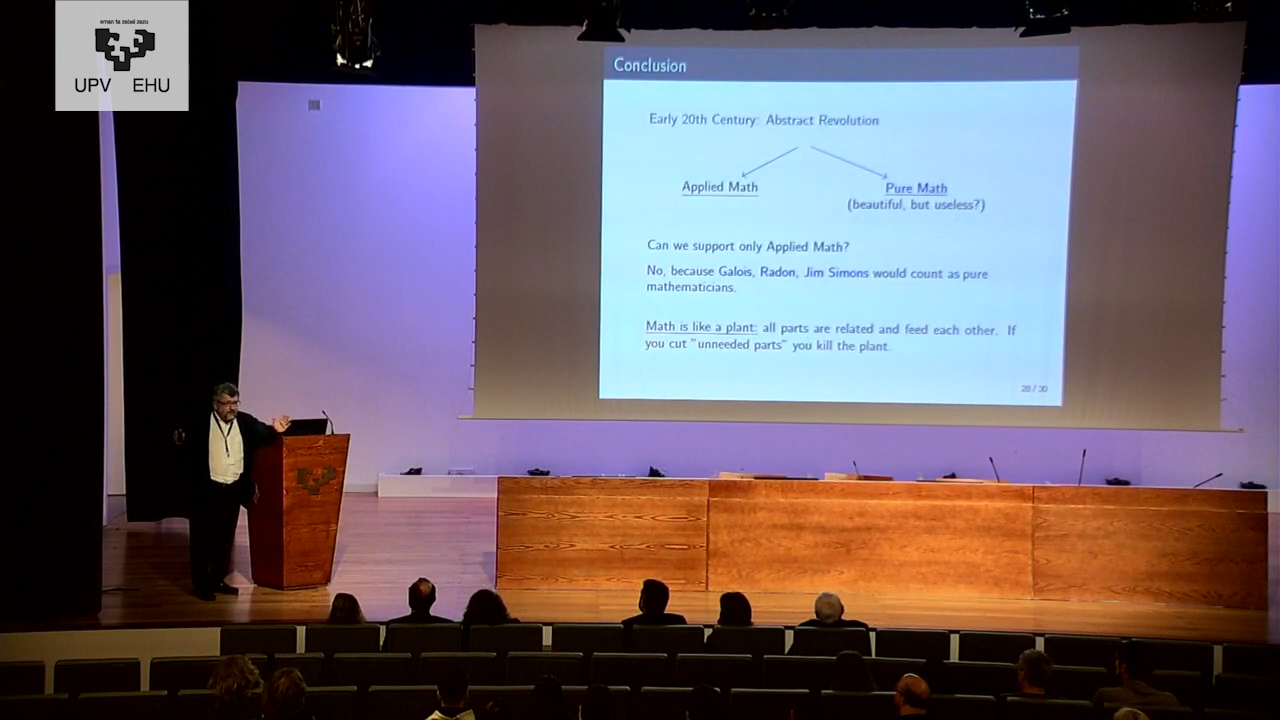 eman ta zabal zazu
UPV EHU
Conclusion
Early 20th Century: Abstract Revolution
Applied Math
Pure Math
(beautiful, but useless?)
Can we support only Applied Math?
No, because Galois, Radon, Jim Simons would count as pure
mathematicians.
Math is like a plant: all parts are related and feed each other. If
you cut "unneeded parts" you kill the plant.
28 / 30